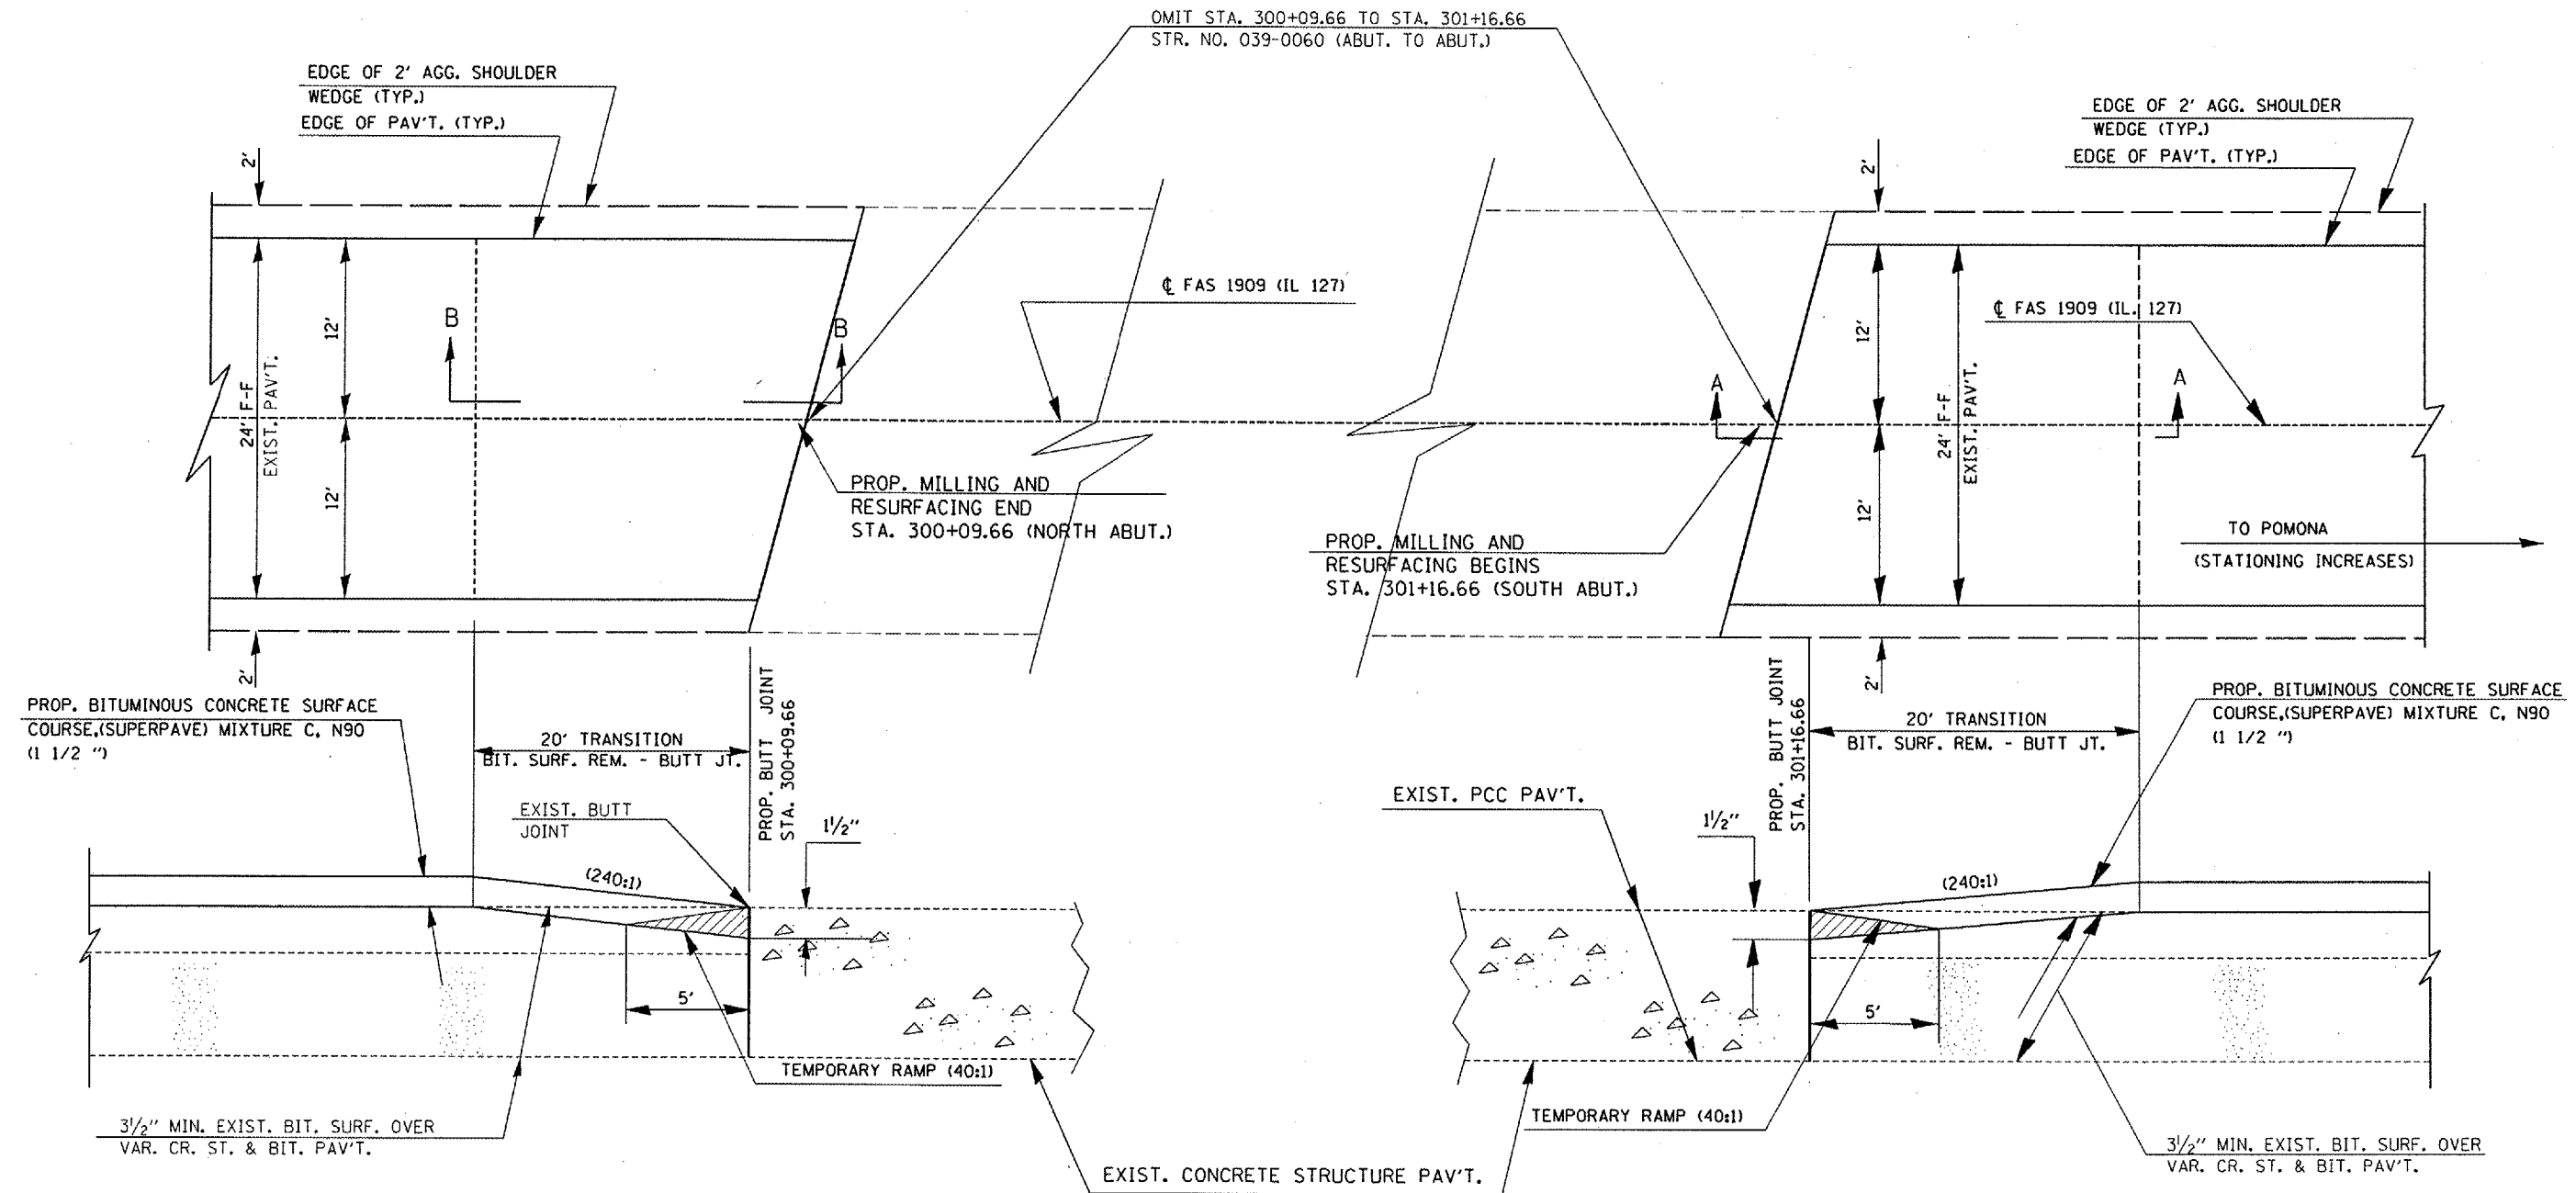 OMIT STA. 300+09.66 TO STA. 301+16.66
STR. NO. 039-0060 (ABUT. TO ABUT.)
EDGE OF 2' AGG. SHOULDER
WEDGE (TYP.)
EDGE OF PAV'T. (TYP.)
EDGE OF 2' AGG. SHOULDER
WEDGE (TYP.)
EDGE OF PAV'T. (TYP.)
2'
2'
℄ FAS 1909 (IL 127)
℄ FAS 1909 (IL. 127)
B
B
A
A
12'
12'
24' F-F
EXIST. PAV'T.
12'
12'
24' F-F
EXIST. PAV'T.
PROP. MILLING AND
RESURFACING END
STA. 300+09.66 (NORTH ABUT.)
PROP. MILLING AND
RESURFACING BEGINS
STA. 301+16.66 (SOUTH ABUT.)
TO POMONA
(STATIONING INCREASES)
2'
2'
PROP. BITUMINOUS CONCRETE SURFACE
COURSE,(SUPERPAVE) MIXTURE C, N90
(1 1/2 ")
20' TRANSITION
BIT. SURF. REM. - BUTT JT.
PROP. BUTT JOINT
STA. 300+09.66
PROP. BUTT JOINT
STA. 301+16.66
20' TRANSITION
BIT. SURF. REM. - BUTT JT.
PROP. BITUMINOUS CONCRETE SURFACE
COURSE,(SUPERPAVE) MIXTURE C, N90
(1 1/2 ")
EXIST. BUTT
JOINT
1½"
EXIST. PCC PAV'T.
1½"
(240:1)
(240:1)
5'
5'
TEMPORARY RAMP (40:1)
TEMPORARY RAMP (40:1)
3½" MIN. EXIST. BIT. SURF. OVER
VAR. CR. ST. & BIT. PAV'T.
EXIST. CONCRETE STRUCTURE PAV'T.
3½" MIN. EXIST. BIT. SURF. OVER
VAR. CR. ST. & BIT. PAV'T.